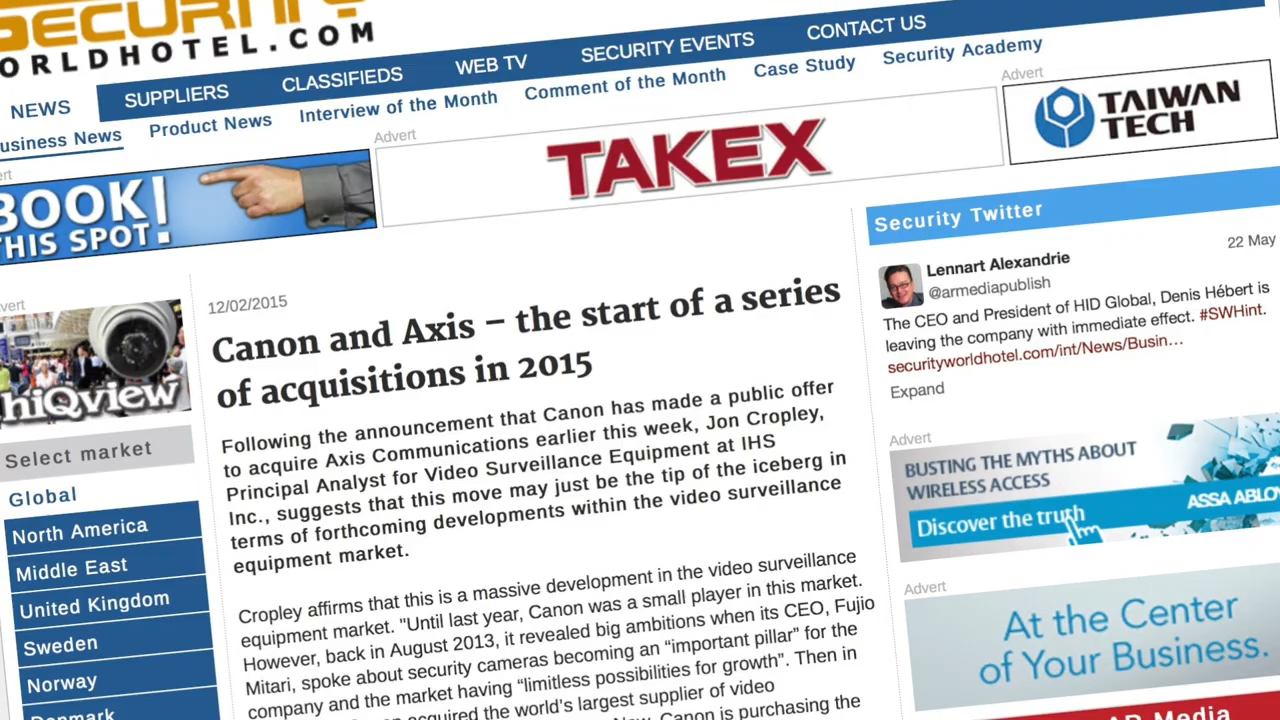 SECURITY
ORLDHOTEL.COM
NEWS
SUPPLIERS
CLASSIFIEDS
WEB TV
SECURITY EVENTS
CONTACT US
usiness News
Product News
Interview of the Month
Comment of the Month
Case Study
Security Academy
ert
BOOK!
THIS SPOT!
Advert
TAKEX
Advert
TAIWAN
TECH
vert
hiQview
Select market
Global
North America
Middle East
United Kingdom
Sweden
Norway
Denmark
12/02/2015
Canon and Axis – the start of a series
of acquisitions in 2015
Following the announcement that Canon has made a public offer
to acquire Axis Communications earlier this week, Jon Cropley,
Principal Analyst for Video Surveillance Equipment at IHS
Inc., suggests that this move may just be the tip of the iceberg in
terms of forthcoming developments within the video surveillance
equipment market.
Cropley affirms that this is a massive development in the video surveillance
equipment market. "Until last year, Canon was a small player in this market.
However, back in August 2013, it revealed big ambitions when its CEO, Fujio
Mitari, spoke about security cameras becoming an “important pillar” for the
company and the market having “limitless possibilities for growth”. Then in
acquired the world’s largest supplier of video
Now, Canon is purchasing the
Security Twitter
22 May
Lennart Alexandrie
@armediapublish
The CEO and President of HID Global, Denis Hébert is
leaving the company with immediate effect. #SWHint.
securityworldhotel.com/int/News/Busin…
Expand
Advert
BUSTING THE MYTHS ABOUT
WIRELESS ACCESS
ASSA ABLOY
Discover the truth
Advert
At the Center
of Your Business.
AR Media